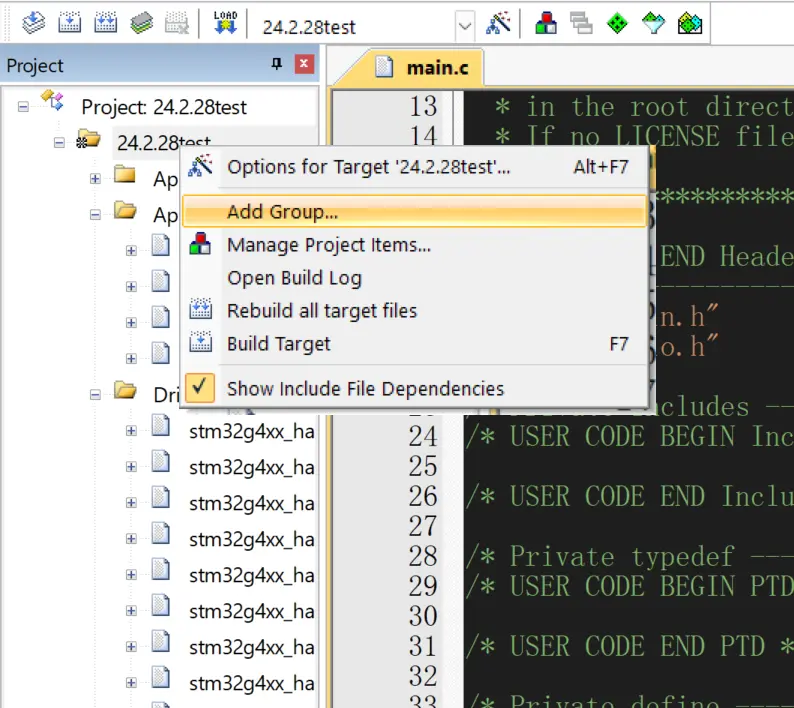 LOAD
24.2.28test
Project
main.c
Project: 24.2.28test
24.2.28test
Options for Target '24.2.28test'... Alt+F7
Add Group...
Manage Project Items...
Open Build Log
Rebuild all target files
Build Target F7
Show Include File Dependencies
Ap
Ap
Dri
stm32g4xx_ha
stm32g4xx_ha
stm32g4xx_ha
stm32g4xx_ha
stm32g4xx_ha
stm32g4xx_ha
stm32g4xx_ha
stm32g4xx_ha
13 * in the root direct
14 * If no LICENSE file
***********
END Heade
----------
n.h"
o.h"
ncludes --
24 /* USER CODE BEGIN Inc
25
26 /* USER CODE END Inclu
27
28 /* Private typedef ---
29 /* USER CODE BEGIN PTD
30
31 /* USER CODE END PTD *
32
33 /* Private define ----